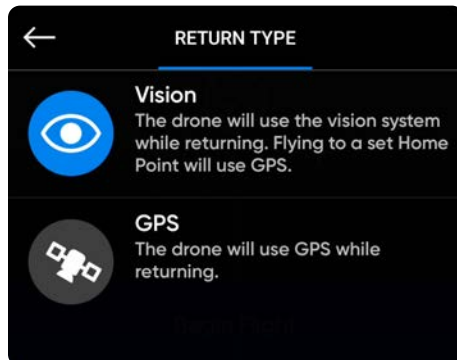 RETURN TYPE
Vision
The drone will use the vision system
while returning. Flying to a set Home
Point will use GPS.
GPS
The drone will use GPS while
returning.